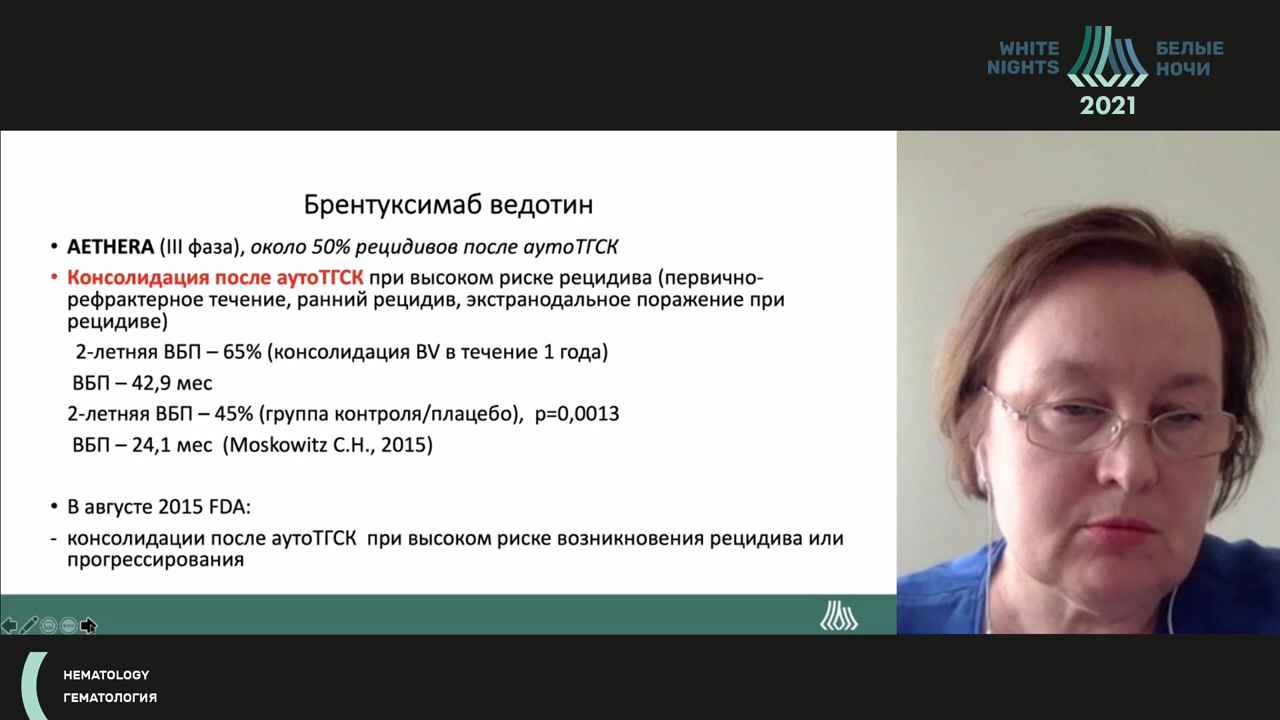 WHITE NIGHTS
БЕЛЫЕ НОЧИ
2021
Брентуксимаб ведотин
• AETHERA (III фаза), около 50% рецидивов после аутоТГСК
• Консолидация после аутоТГСК при высоком риске рецидива (первично-
рефрактерное течение, ранний рецидив, экстранодальное поражение при
рецидиве)
2-летняя ВБП – 65% (консолидация BV в течение 1 года)
ВБП – 42,9 мес
2-летняя ВБП – 45% (группа контроля/плацебо), р=0,0013
ВБП – 24,1 мес (Moskowitz C.H., 2015)
• В августе 2015 FDA:
- консолидации после аутоТГСК при высоком риске возникновения рецидива или
прогрессирования
HEMATOLOGY
ГЕМАТОЛОГИЯ